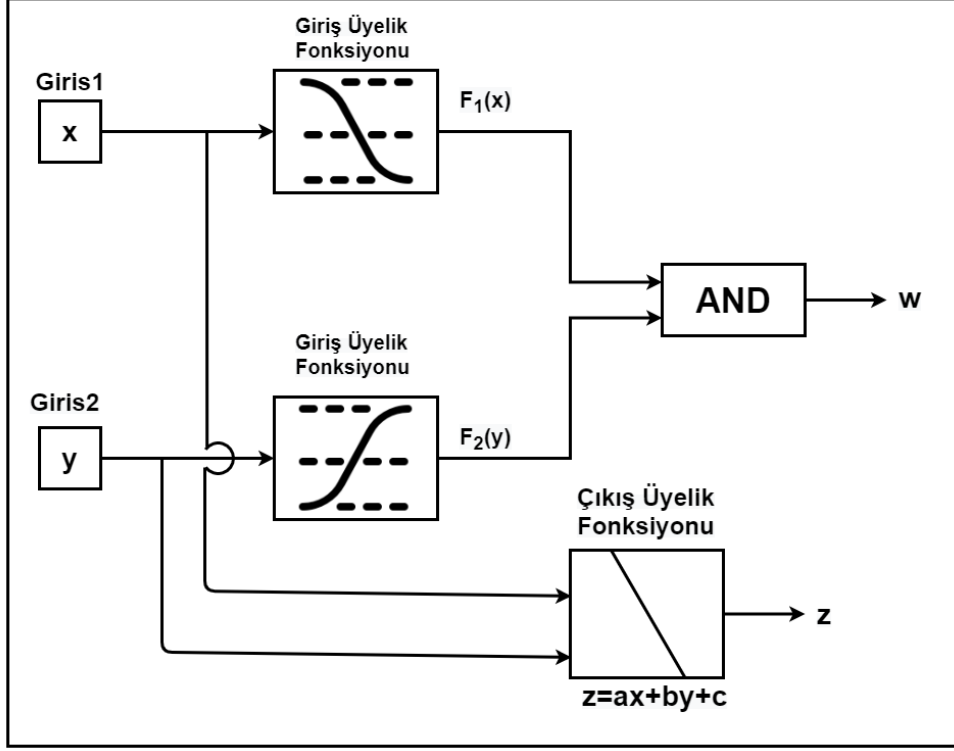 Giriş Üyelik
Fonksiyonu
Giris1
x
F₁(x)
AND
w
Giriş Üyelik
Fonksiyonu
Giris2
y
F₂(y)
Çıkış Üyelik
Fonksiyonu
z
z=ax+by+c